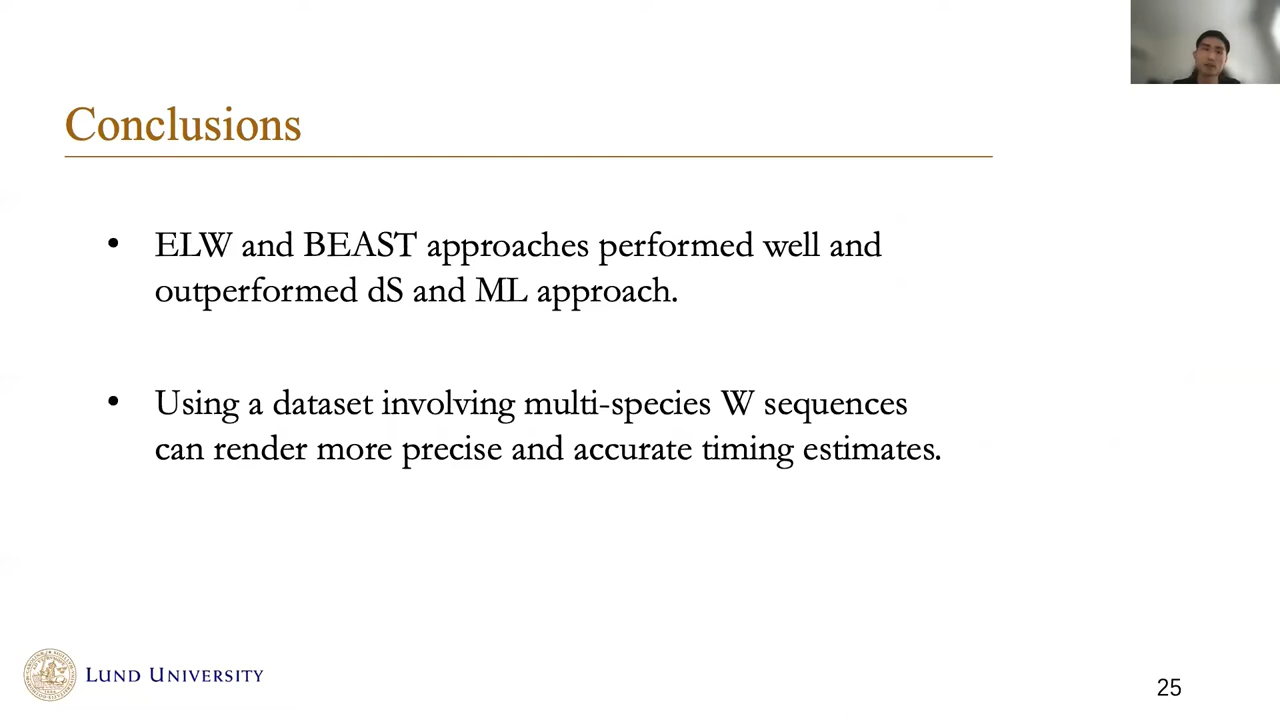 Conclusions
• ELW and BEAST approaches performed well and
outperformed dS and ML approach.
• Using a dataset involving multi-species W sequences
can render more precise and accurate timing estimates.
LUND UNIVERSITY
25